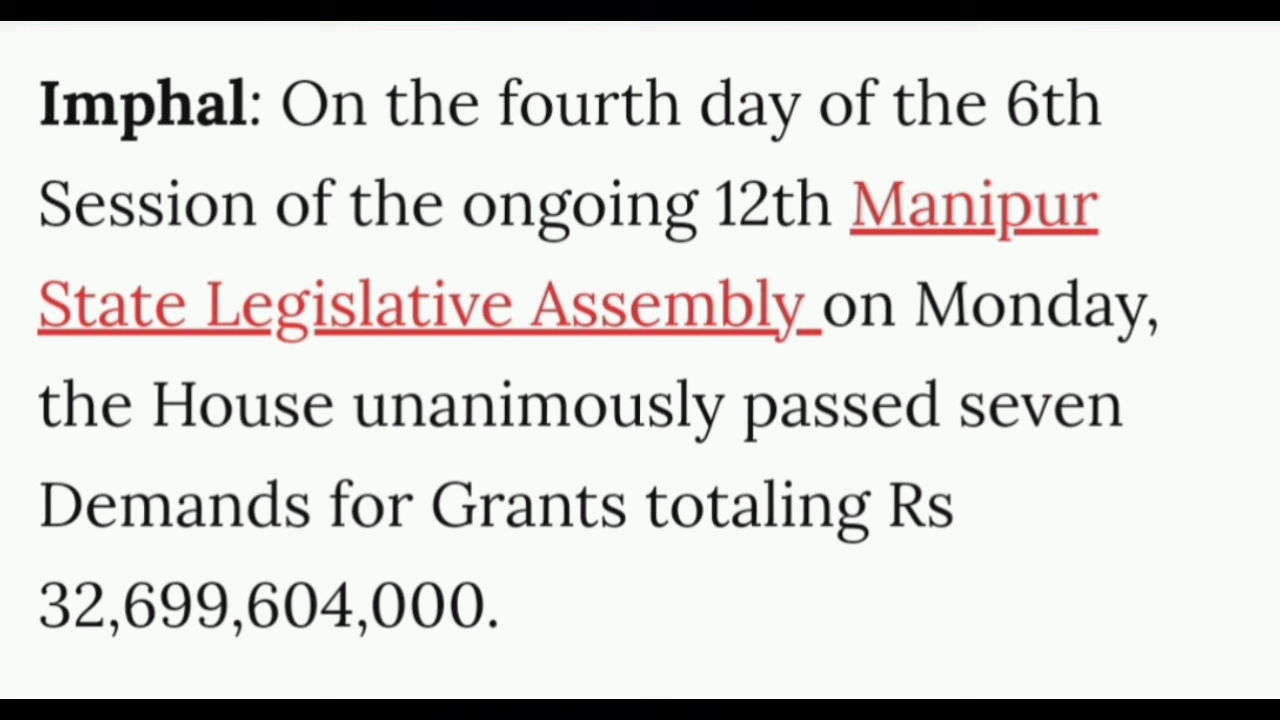 Imphal: On the fourth day of the 6th
Session of the ongoing 12th Manipur
State Legislative Assembly on Monday,
the House unanimously passed seven
Demands for Grants totaling Rs
32,699,604,000.